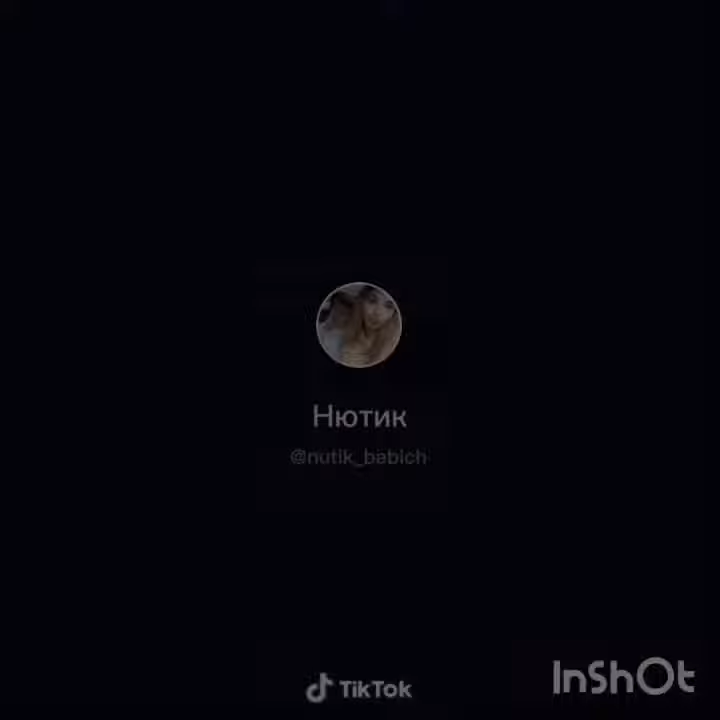 Нютик
@nutik_babich
TikTok
InShOt